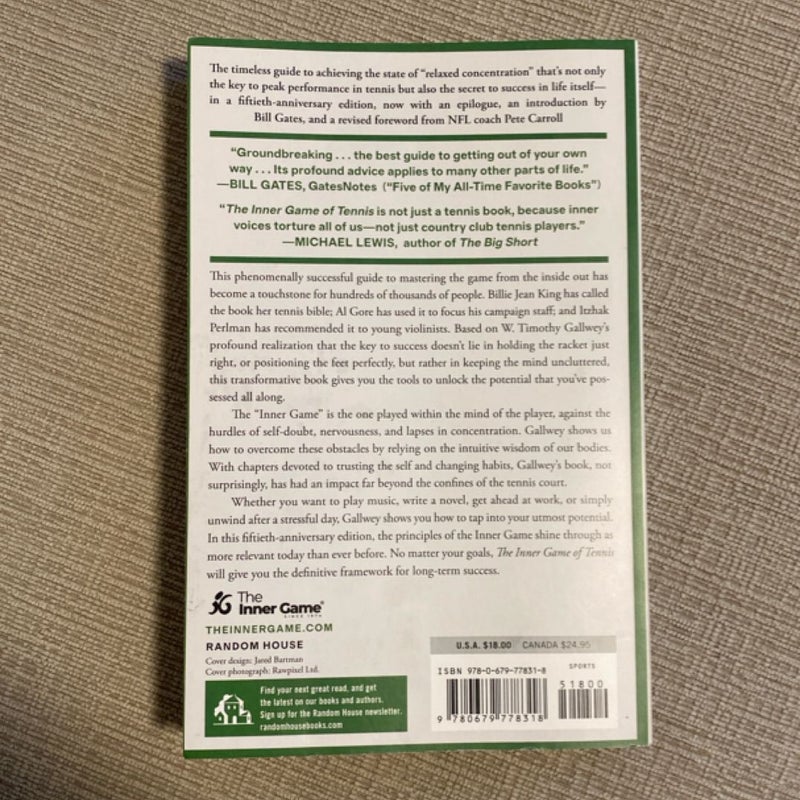 The timeless guide to achieving the state of “relaxed concentration” that’s not only
the key to peak performance in tennis but also the secret to success in life itself—
in a fiftieth-anniversary edition, now with an epilogue, an introduction by
Bill Gates, and a revised foreword from NFL coach Pete Carroll
“Groundbreaking . . . the best guide to getting out of your own
way . . . Its profound advice applies to many other parts of life.”
—BILL GATES, GatesNotes (“Five of My All-Time Favorite Books”)
“The Inner Game of Tennis is not just a tennis book, because inner
voices torture all of us—not just country club tennis players.”
—MICHAEL LEWIS, author of The Big Short
This phenomenally successful guide to mastering the game from the inside out has
become a touchstone for hundreds of thousands of people. Billie Jean King has called
the book her tennis bible; Al Gore has used it to focus his campaign staff; and Itzhak
Perlman has recommended it to young violinists. Based on W. Timothy Gallwey’s
profound realization that the key to success doesn’t lie in holding the racket just
right, or positioning the feet perfectly, but rather in keeping the mind uncluttered,
this transformative book gives you the tools to unlock the potential that you’ve pos-
sessed all along.
The “Inner Game” is the one played within the mind of the player, against the
hurdles of self-doubt, nervousness, and lapses in concentration. Gallwey shows us
how to overcome these obstacles by relying on the intuitive wisdom of our bodies.
With chapters devoted to trusting the self and changing habits, Gallwey’s book, not
surprisingly, has had an impact far beyond the confines of the tennis court.
Whether you want to play music, write a novel, get ahead at work, or simply
unwind after a stressful day, Gallwey shows you how to tap into your utmost potential.
In this fiftieth-anniversary edition, the principles of the Inner Game shine through as
more relevant today than ever before. No matter your goals, The Inner Game of Tennis
will give you the definitive framework for long-term success.
The
Inner Game®
SINCE 1974
THEINNERGAME.COM
RANDOM HOUSE
Cover design: Jared Bartman
Cover photograph: Rawpixel Ltd.
Find your next great read, and get
the latest on our books and authors.
Sign up for the Random House newsletter.
randomhousebooks.com
U.S.A. $18.00 CANADA $24.95
ISBN 978-0-679-77831-8
SPORTS
51800
9 780679 778318